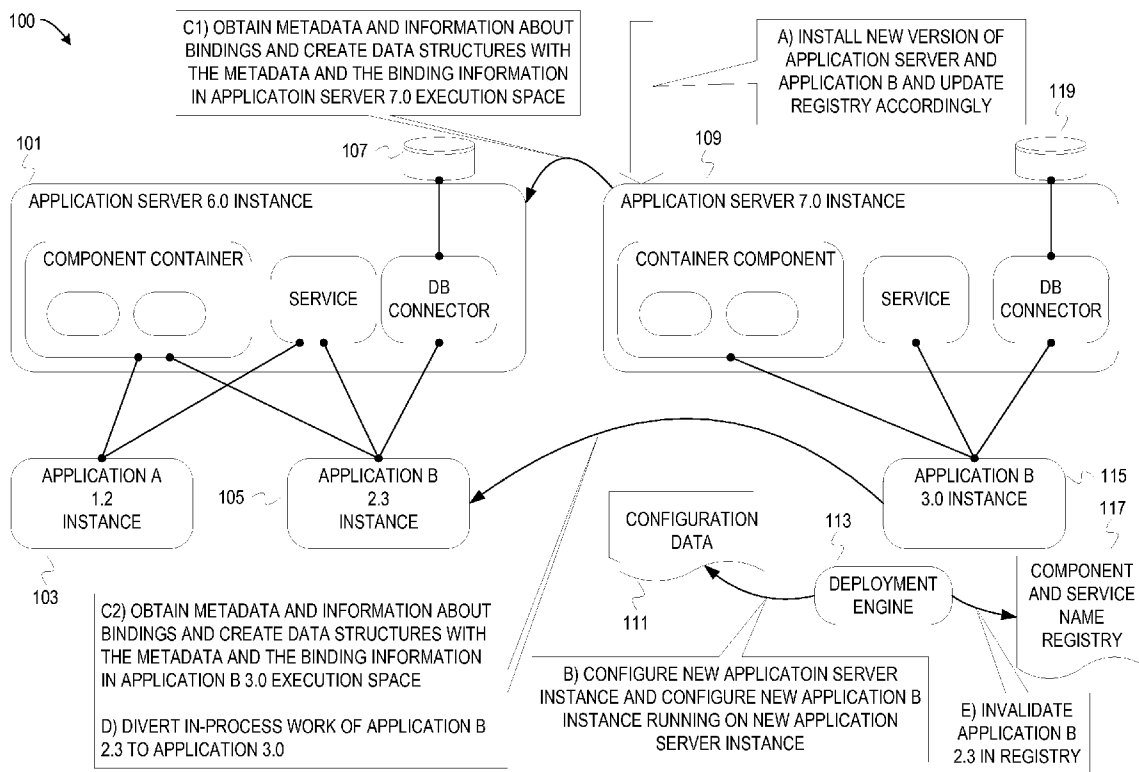 100
C1) OBTAIN METADATA AND INFORMATION ABOUT
BINDINGS AND CREATE DATA STRUCTURES WITH
THE METADATA AND THE BINDING INFORMATION
IN APPLICATOIN SERVER 7.0 EXECUTION SPACE
A) INSTALL NEW VERSION OF
APPLICATION SERVER AND
APPLICATION B AND UPDATE
REGISTRY ACCORDINGLY
101
107
109
119
APPLICATION SERVER 6.0 INSTANCE
COMPONENT CONTAINER
SERVICE
DB
CONNECTOR
APPLICATION SERVER 7.0 INSTANCE
CONTAINER COMPONENT
SERVICE
DB
CONNECTOR
APPLICATION A
1.2
INSTANCE
103
105
APPLICATION B
2.3
INSTANCE
APPLICATION B
3.0 INSTANCE
115
CONFIGURATION
DATA
111
113
DEPLOYMENT
ENGINE
117
COMPONENT
AND SERVICE
NAME
REGISTRY
C2) OBTAIN METADATA AND INFORMATION ABOUT
BINDINGS AND CREATE DATA STRUCTURES WITH
THE METADATA AND THE BINDING INFORMATION
IN APPLICATION B 3.0 EXECUTION SPACE
D) DIVERT IN-PROCESS WORK OF APPLICATION B
2.3 TO APPLICATION 3.0
B) CONFIGURE NEW APPLICATOIN SERVER
INSTANCE AND CONFIGURE NEW APPLICATION B
INSTANCE RUNNING ON NEW APPLICATION
SERVER INSTANCE
E) INVALIDATE
APPLICATION B
2.3 IN REGISTRY